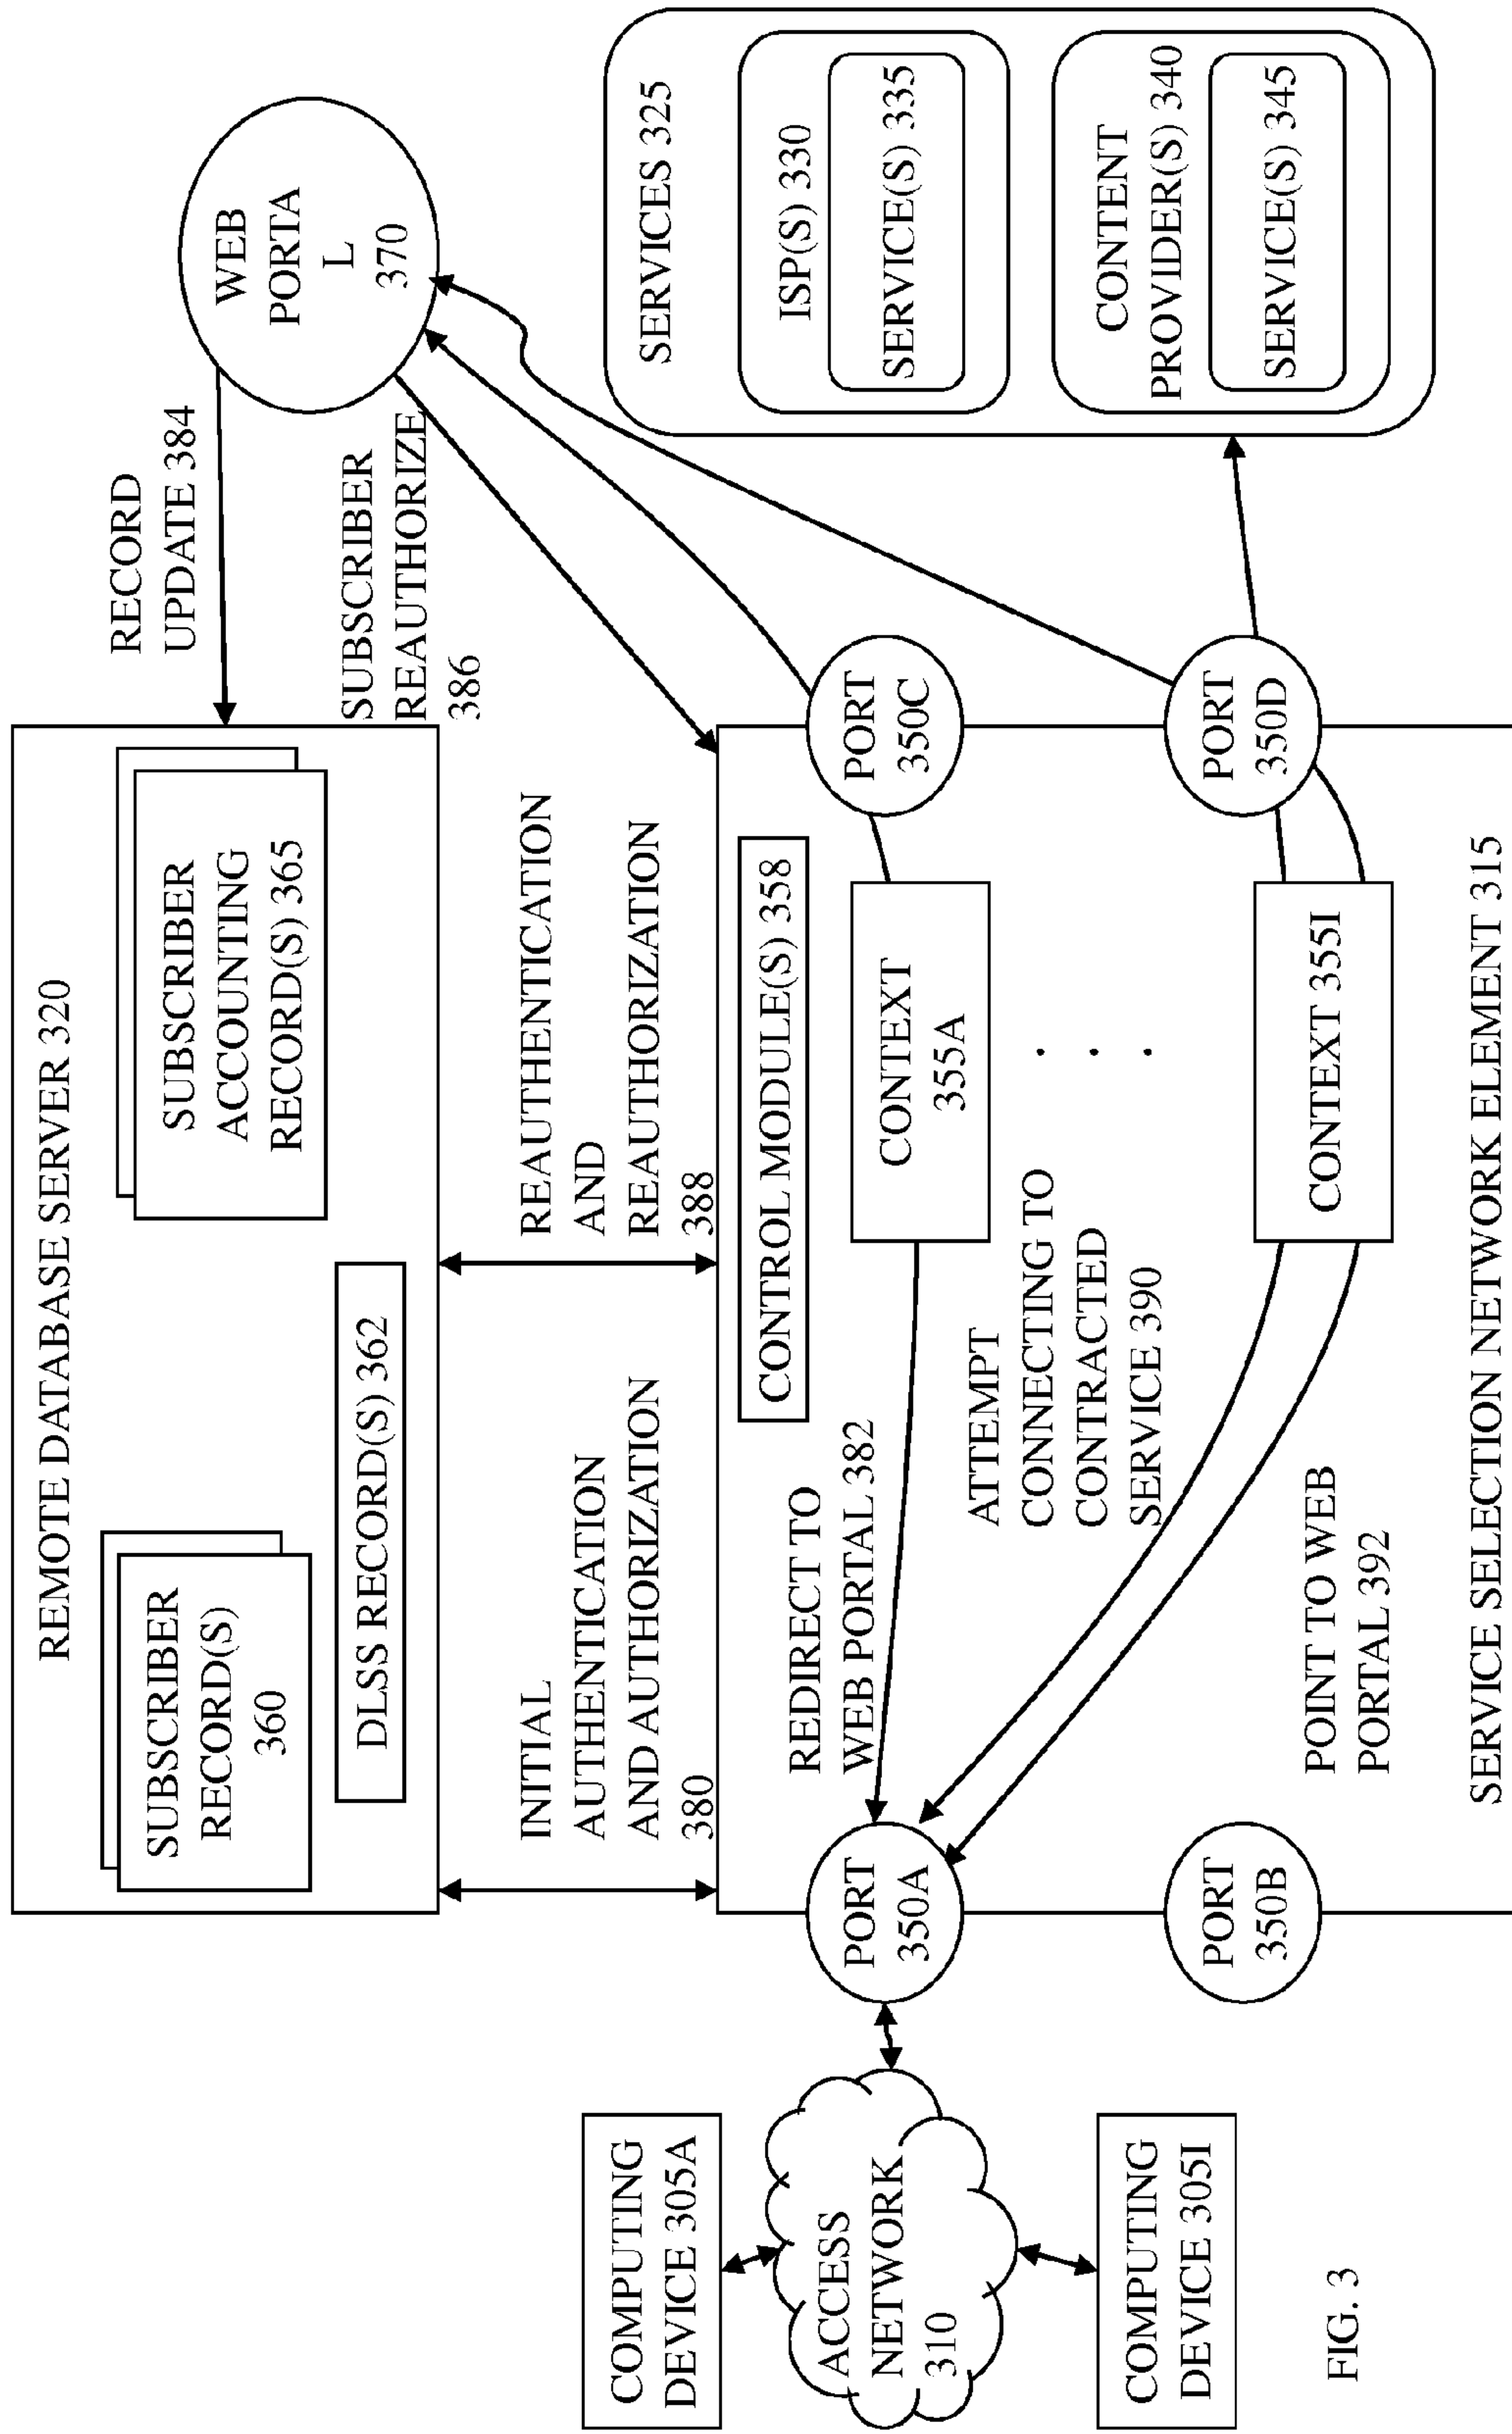 REMOTE DATABASE SERVER 320
SUBSCRIBER
RECORD(S)
360
SUBSCRIBER
ACCOUNTING
RECORD(S) 365
DLSS RECORD(S) 362
RECORD
UPDATE 384
WEB
PORTA
L
370
SUBSCRIBER
REAUTHORIZE
386
INITIAL
AUTHENTICATION
AND AUTHORIZATION
380
REAUTHENTICATION
AND
REAUTHORIZATION
388
COMPUTING
DEVICE 305A
ACCESS
NETWORK
310
COMPUTING
DEVICE 305I
PORT
350A
PORT
350B
REDIRECT TO
WEB PORTAL 382
CONTROL MODULE(S) 358
CONTEXT
355A
. . .
ATTEMPT
CONNECTING TO
CONTRACTED
SERVICE 390
CONTEXT 355I
POINT TO WEB
PORTAL 392
PORT
350C
PORT
350D
SERVICE SELECTION NETWORK ELEMENT 315
SERVICES 325
ISP(S) 330
SERVICE(S) 335
CONTENT
PROVIDER(S) 340
SERVICE(S) 345
FIG. 3